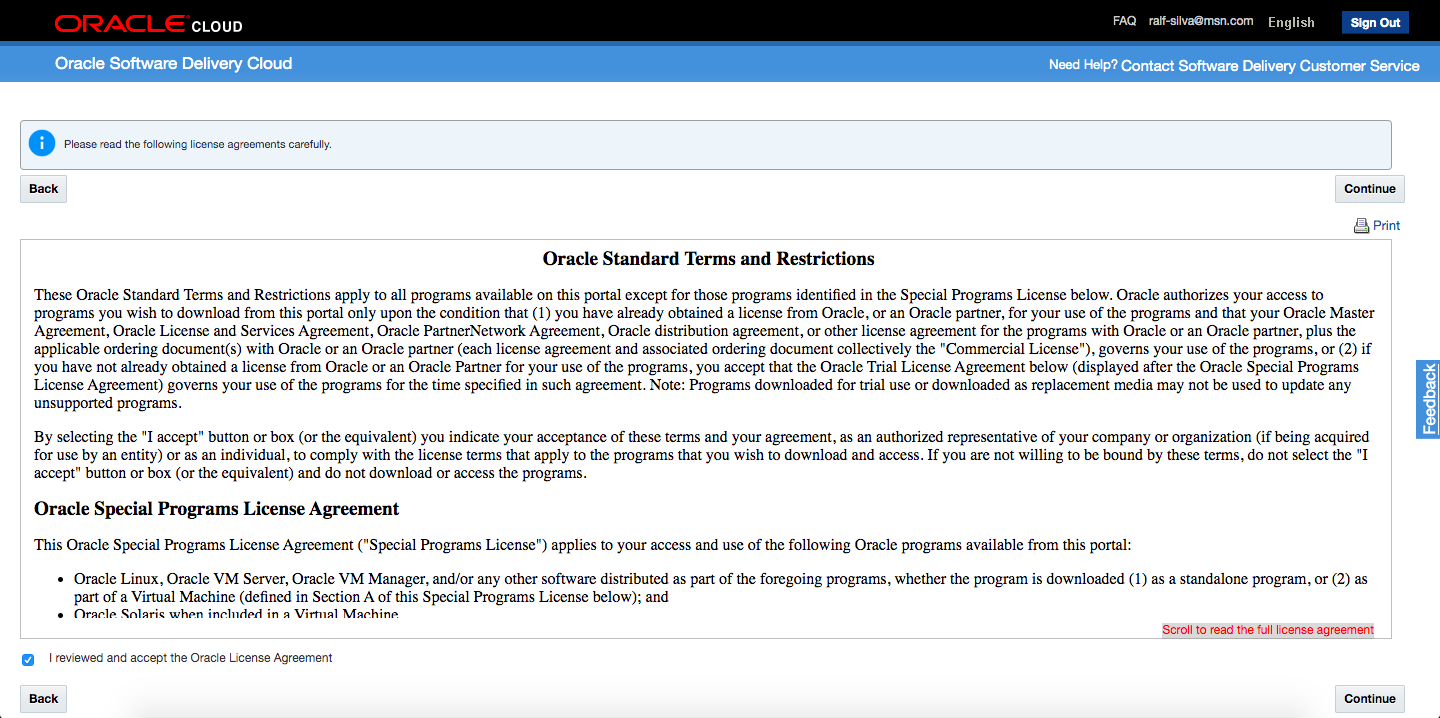 ORACLE CLOUD
FAQ ralf-silva@msn.com English Sign Out
Oracle Software Delivery Cloud
Need Help? Contact Software Delivery Customer Service
Please read the following license agreements carefully.
Back
Continue
Print
Oracle Standard Terms and Restrictions
These Oracle Standard Terms and Restrictions apply to all programs available on this portal except for those programs identified in the Special Programs License below. Oracle authorizes your access to
programs you wish to download from this portal only upon the condition that (1) you have already obtained a license from Oracle, or an Oracle partner, for your use of the programs and that your Oracle Master
Agreement, Oracle License and Services Agreement, Oracle PartnerNetwork Agreement, Oracle distribution agreement, or other license agreement for the programs with Oracle or an Oracle partner, plus the
applicable ordering document(s) with Oracle or an Oracle partner (each license agreement and associated ordering document collectively the "Commercial License"), governs your use of the programs, or (2) if
you have not already obtained a license from Oracle or an Oracle Partner for your use of the programs, you accept that the Oracle Trial License Agreement below (displayed after the Oracle Special Programs
License Agreement) governs your use of the programs for the time specified in such agreement. Note: Programs downloaded for trial use or downloaded as replacement media may not be used to update any
unsupported programs.
By selecting the "I accept" button or box (or the equivalent) you indicate your acceptance of these terms and your agreement, as an authorized representative of your company or organization (if being acquired
for use by an entity) or as an individual, to comply with the license terms that apply to the programs that you wish to download and access. If you are not willing to be bound by these terms, do not select the "I
accept" button or box (or the equivalent) and do not download or access the programs.
Oracle Special Programs License Agreement
This Oracle Special Programs License Agreement ("Special Programs License") applies to your access and use of the following Oracle programs available from this portal:
• Oracle Linux, Oracle VM Server, Oracle VM Manager, and/or any other software distributed as part of the foregoing programs, whether the program is downloaded (1) as a standalone program, or (2) as
part of a Virtual Machine (defined in Section A of this Special Programs License below); and
• Oracle Solaris when included in a Virtual Machine
Scroll to read the full license agreement
Feedback
I reviewed and accept the Oracle License Agreement
Back
Continue